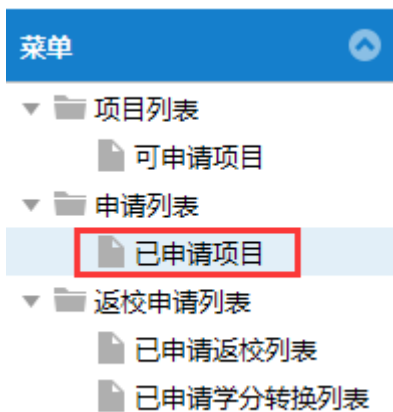 菜单
项目列表
可申请项目
申请列表
已申请项目
返校申请列表
已申请返校列表
已申请学分转换列表